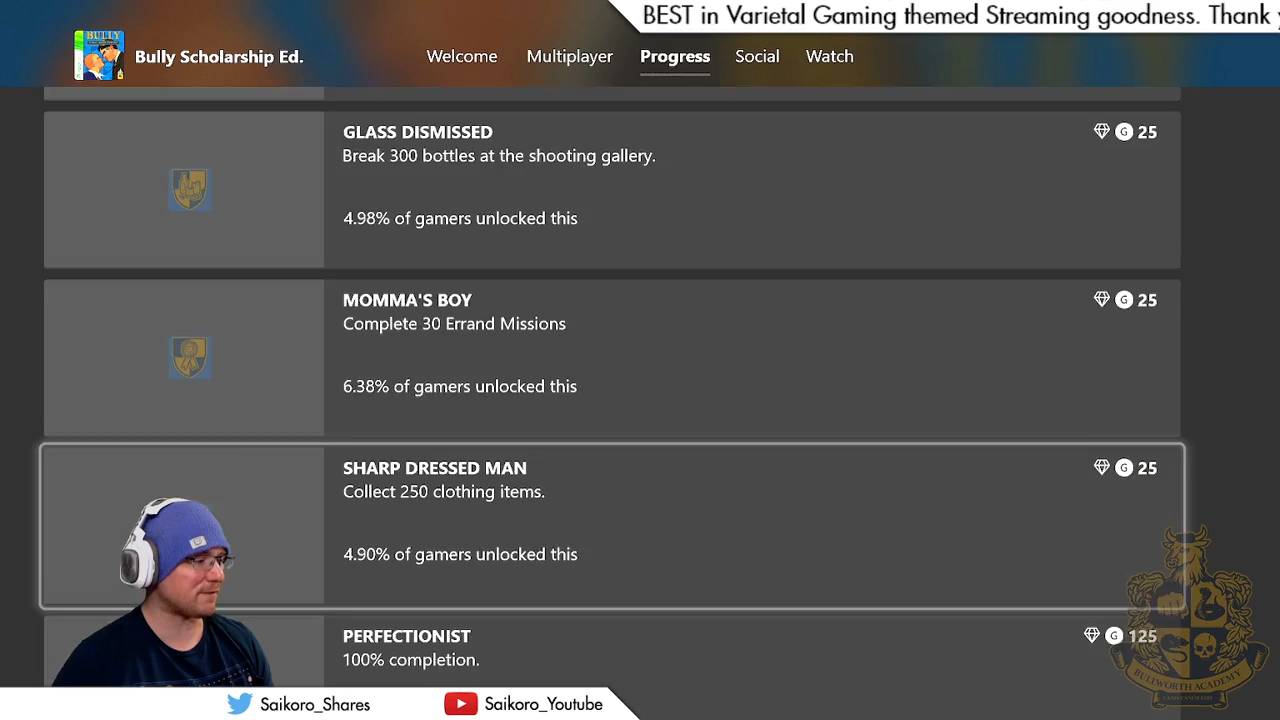 BEST in Varietal Gaming themed Streaming goodness. Thank
BULLY
Bully Scholarship Ed.
Welcome
Multiplayer
Progress
Social
Watch
GLASS DISMISSED
G 25
Break 300 bottles at the shooting gallery.
4.98% of gamers unlocked this
MOMMA'S BOY
G 25
Complete 30 Errand Missions
6.38% of gamers unlocked this
SHARP DRESSED MAN
G 25
Collect 250 clothing items.
4.90% of gamers unlocked this
PERFECTIONIST
G 125
100% completion.
BULLWORTH ACADEMY
Saikoro_Shares
Saikoro_Youtube